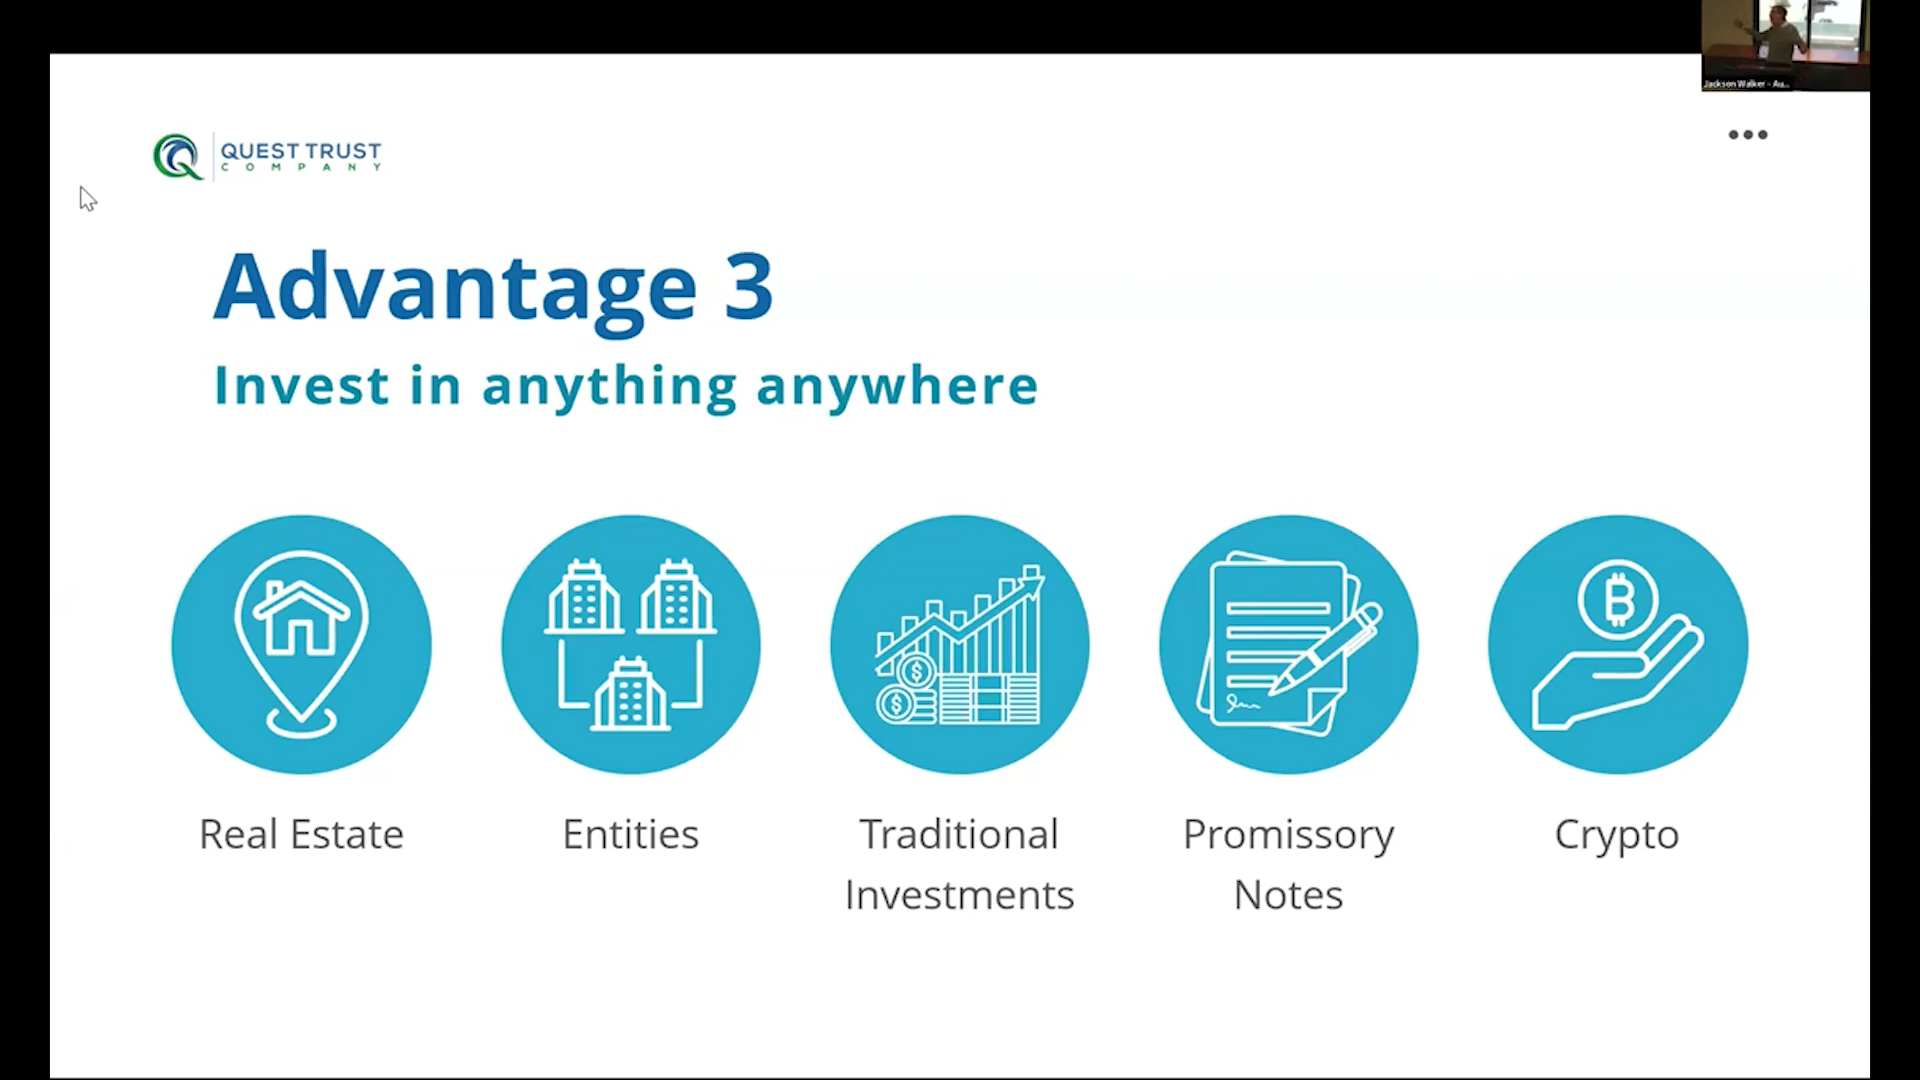 Jackson Walker - Au...
QUEST TRUST
COMPANY
Advantage 3
Invest in anything anywhere
Real Estate
Entities
Traditional
Investments
Promissory
Notes
Crypto